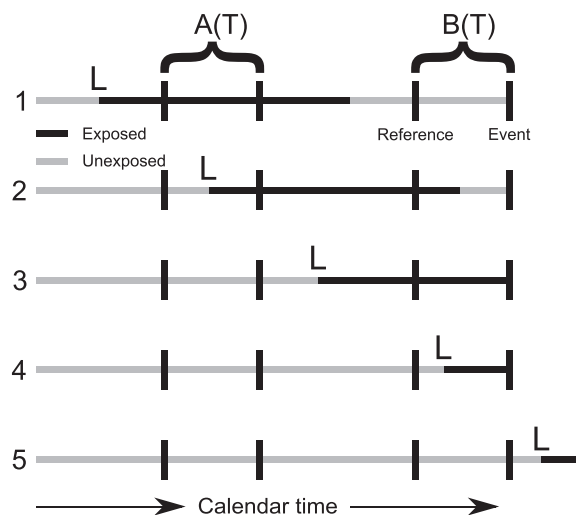 A(T) B(T)
L
1
Exposed Reference Event
Unexposed
L
2
L
3
L
4
L
5
Calendar time